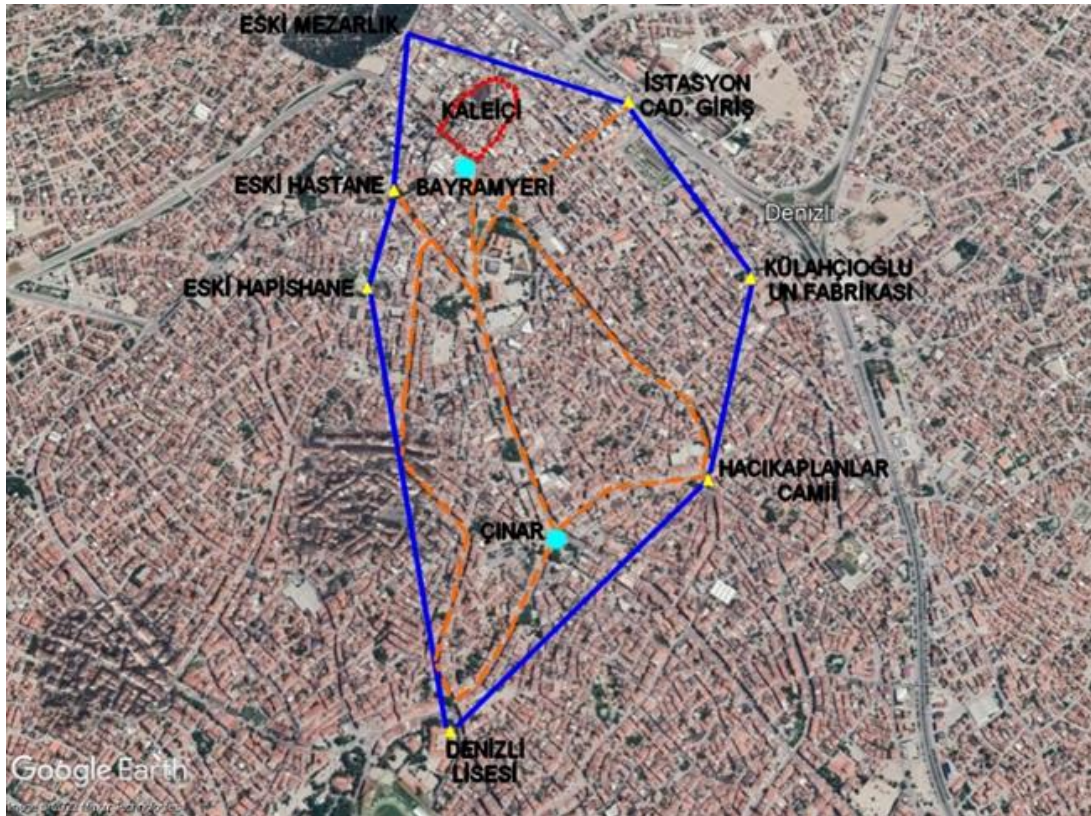 ESKİ MEZARLIK
İSTASYON
CAD. GİRİŞ
KALEİÇİ
ESKİ HASTANE
BAYRAMYERİ
Denizli
ESKİ HAPİSHANE
KÜLAHÇIOĞLU
UN FABRİKASI
HACIKAPLANLAR
CAMİİ
ÇINAR
DENİZLİ
LİSESİ
Google Earth